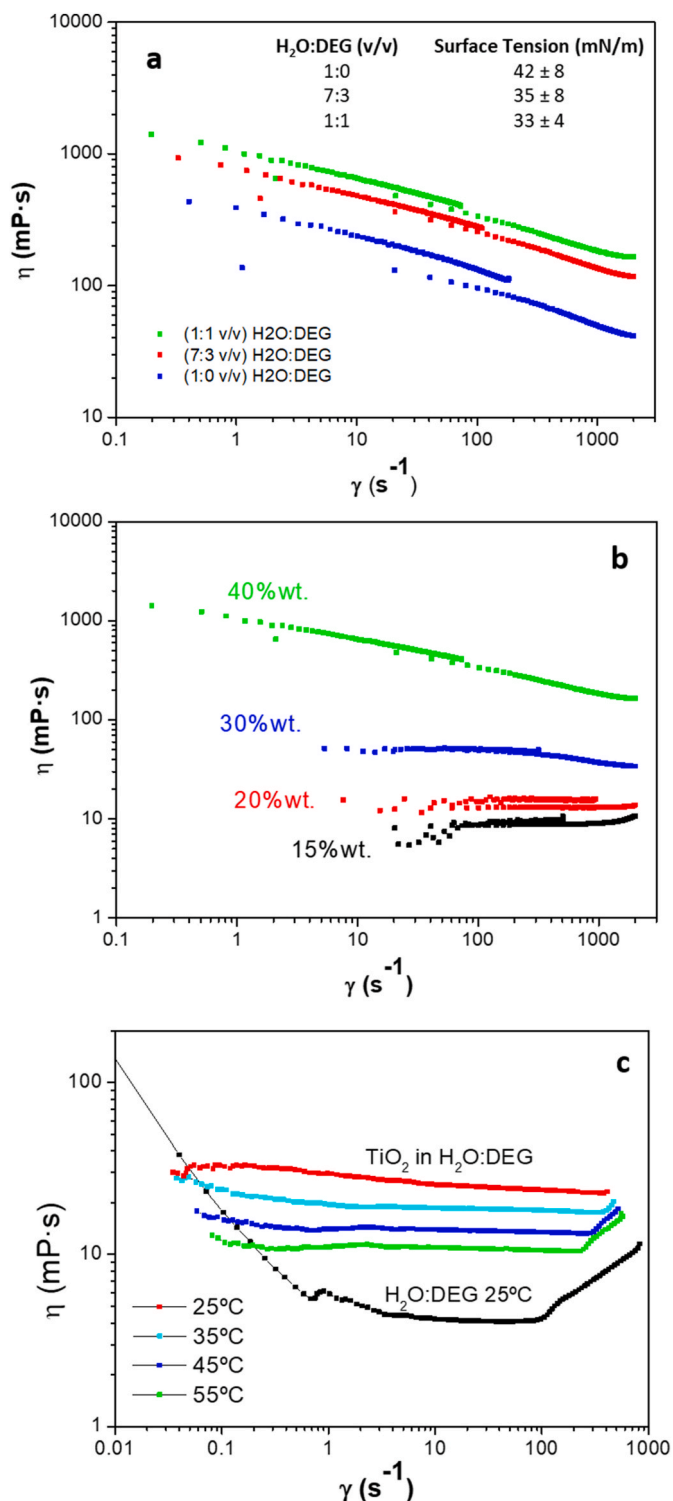 a
H₂O:DEG (v/v) Surface Tension (mN/m)
1:0 42 ± 8
7:3 35 ± 8
1:1 33 ± 4
10000
1000
100
10
η (mP·s)
(1:1 v/v) H2O:DEG
(7:3 v/v) H2O:DEG
(1:0 v/v) H2O:DEG
0.1 1 10 100 1000
γ (s⁻¹)
b
10000
1000
100
10
1
η (mP·s)
40%wt.
30%wt.
20%wt.
15%wt.
0.1 1 10 100 1000
γ (s⁻¹)
c
100
10
1
η (mP·s)
TiO₂ in H₂O:DEG
H₂O:DEG 25ºC
25ºC
35ºC
45ºC
55ºC
0.01 0.1 1 10 100 1000
γ (s⁻¹)